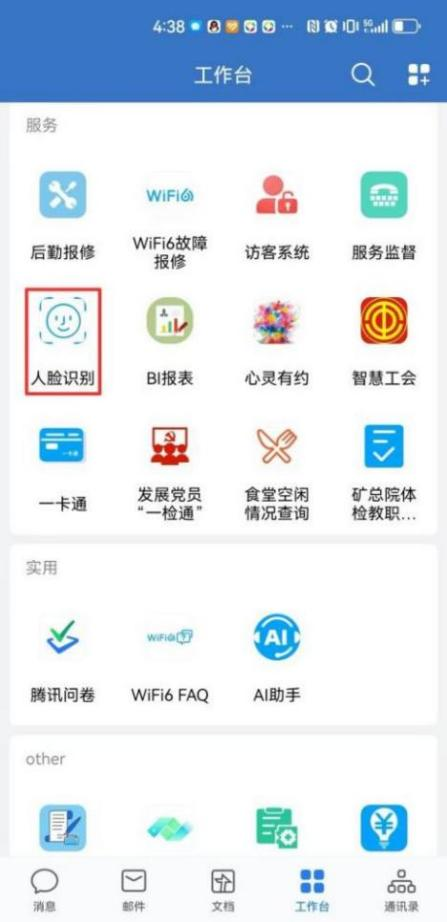 4:38
5G
工作台
服务
后勤报修
WiFi6
WiFi6故障
报修
访客系统
服务监督
人脸识别
BI报表
心灵有约
智慧工会
一卡通
一卡通
发展党员
“一检通”
食堂空闲
情况查询
矿总院体
检教职...
实用
腾讯问卷
WiFi6
WiFi6 FAQ
AI
AI助手
other
消息
邮件
文档
工作台
通讯录